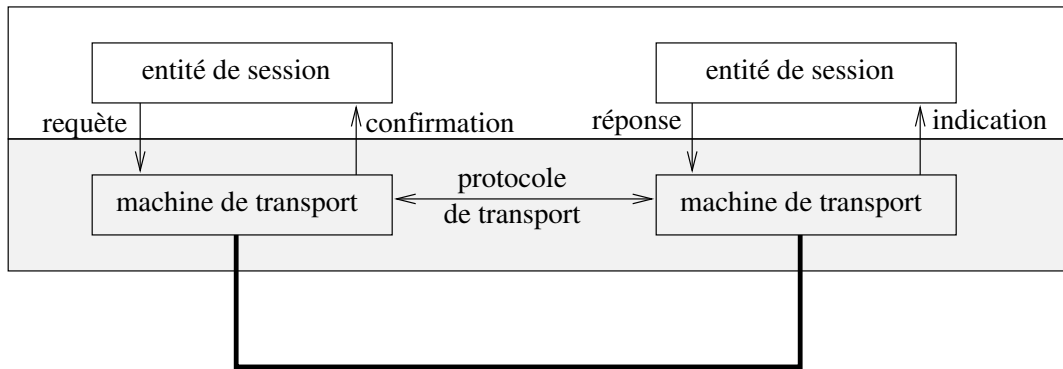 entité de session
entité de session
requète
confirmation
réponse
indication
machine de transport
protocole
de transport
machine de transport